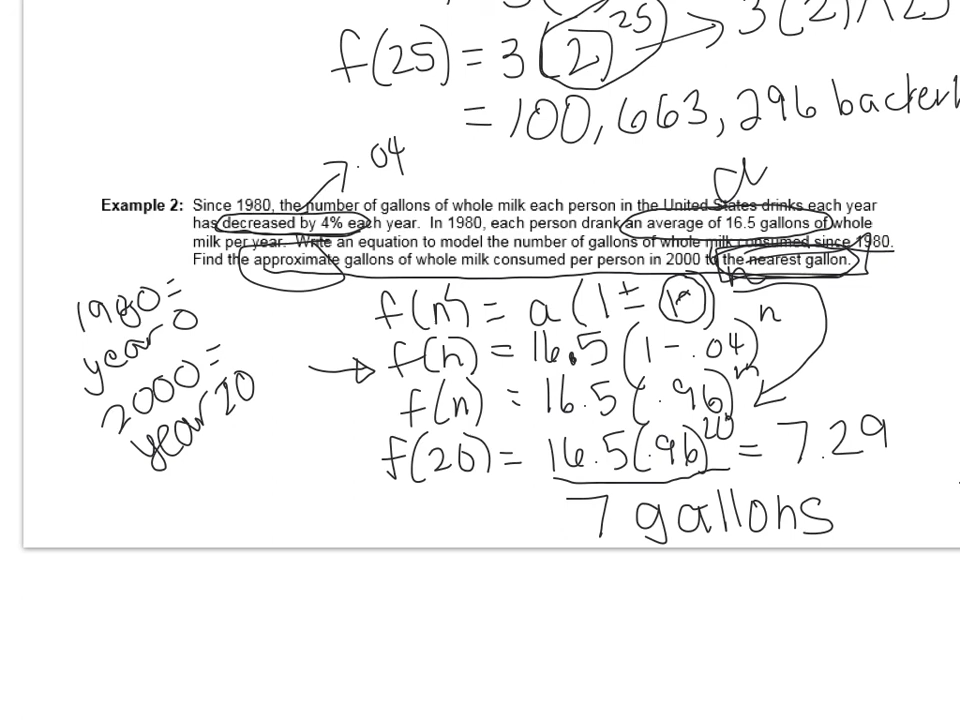 3(2)^25
f(25) = 3(2)^25
= 100,663,296
.04
a
Example 2: Since 1980, the number of gallons of whole milk each person in the United States drinks each year
has decreased by 4% each year. In 1980, each person drank an average of 16.5 gallons of whole
milk per year. Write an equation to model the number of gallons of whole milk consumed since 1980.
Find the approximate gallons of whole milk consumed per person in 2000 to the nearest gallon.
1980 =
year 0
2000 =
year 20
f(n) = a(1 ± r)^n
n
f(n) = 16.5(1 - .04)^n
f(n) = 16.5(.96)^n
f(20) = 16.5(.96)^20 = 7.29
7 gallons